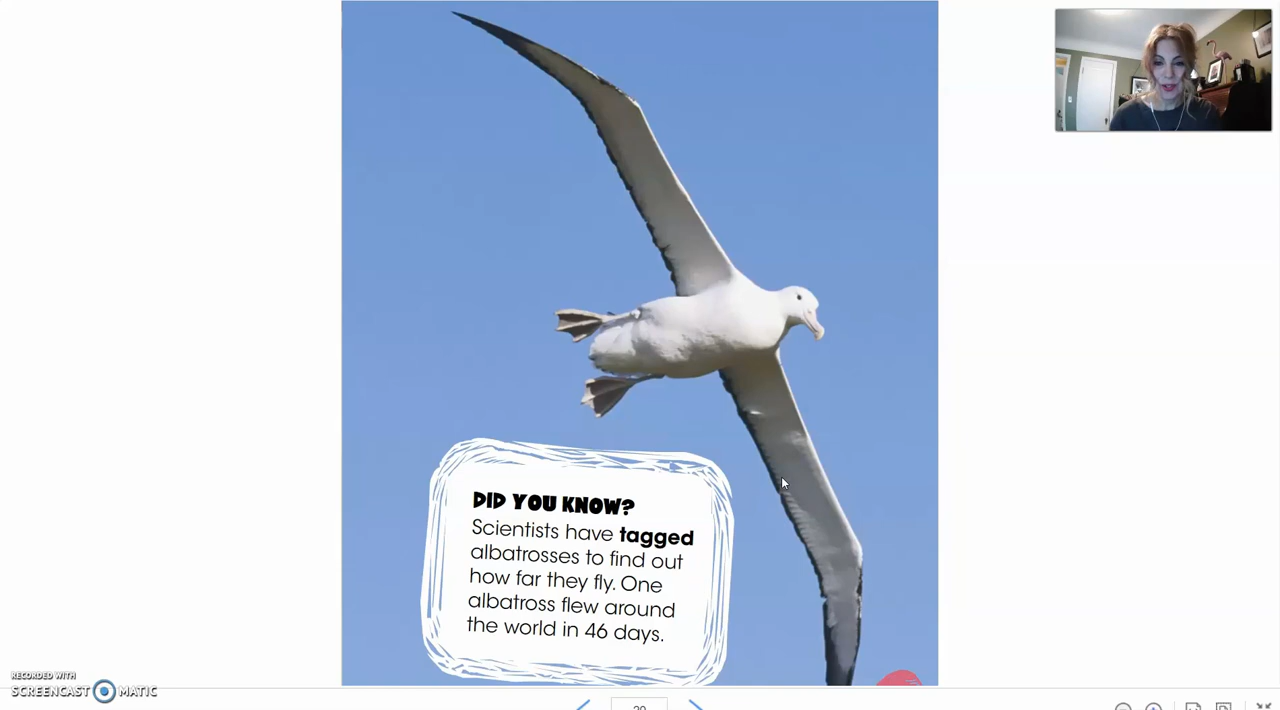 DID YOU KNOW?
Scientists have tagged
albatrosses to find out
how far they fly. One
albatross flew around
the world in 46 days.
RECORDED WITH
SCREENCAST MATIC